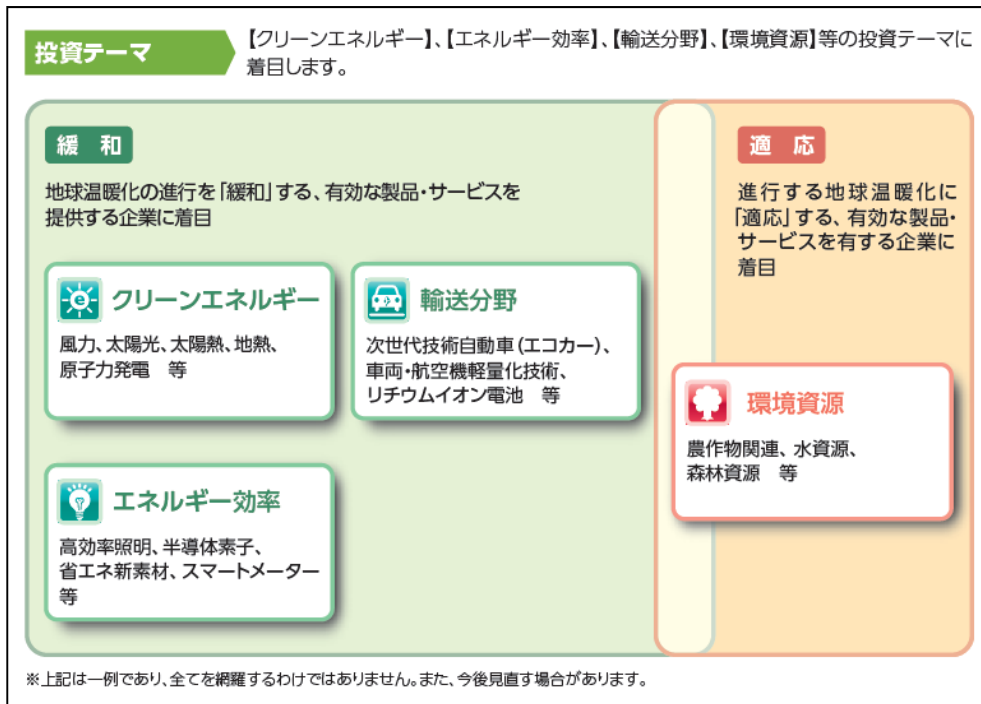 投資テーマ
【クリーンエネルギー】、【エネルギー効率】、【輸送分野】、【環境資源】等の投資テーマに
着目します。
緩 和
地球温暖化の進行を「緩和」する、有効な製品・サービスを
提供する企業に着目
クリーンエネルギー
風力、太陽光、太陽熱、地熱、
原子力発電 等
輸送分野
次世代技術自動車(エコカー)、
車両・航空機軽量化技術、
リチウムイオン電池 等
エネルギー効率
高効率照明、半導体素子、
省エネ新素材、スマートメーター
等
適 応
進行する地球温暖化に
「適応」する、有効な製品・
サービスを有する企業に
着目
環境資源
農作物関連、水資源、
森林資源 等
※上記は一例であり、全てを網羅するわけではありません。また、今後見直す場合があります。